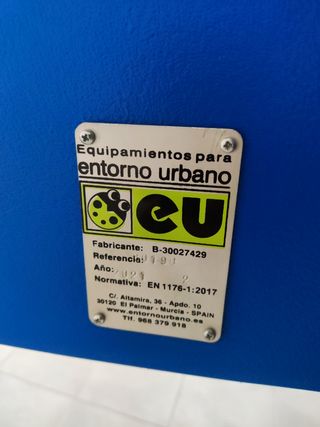 Equipamientos para
entorno urbano
eu
Fabricante: B-30027429
Referencia:
Año:
Normativa: EN 1176-1:2017
C/. Altamira, 36 - Apdo. 10
30120 El Palmar - Murcia - SPAIN
www.entornourbano.es
Tlf. 968 379 918